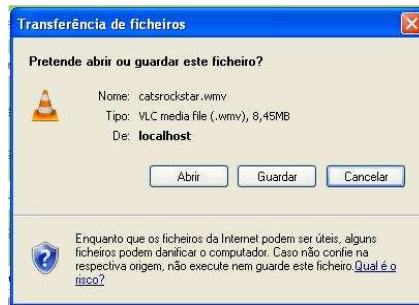 Transferência de ficheiros
Pretende abrir ou guardar este ficheiro?
Nome: catsrockstar.wmv
Tipo: VLC media file (.wmv), 8,45MB
De: localhost
Abrir Guardar Cancelar
Enquanto que os ficheiros da Internet podem ser úteis, alguns
ficheiros podem danificar o computador. Caso não confie na
respectiva origem, não execute nem guarde este ficheiro.Qual é o
risco?